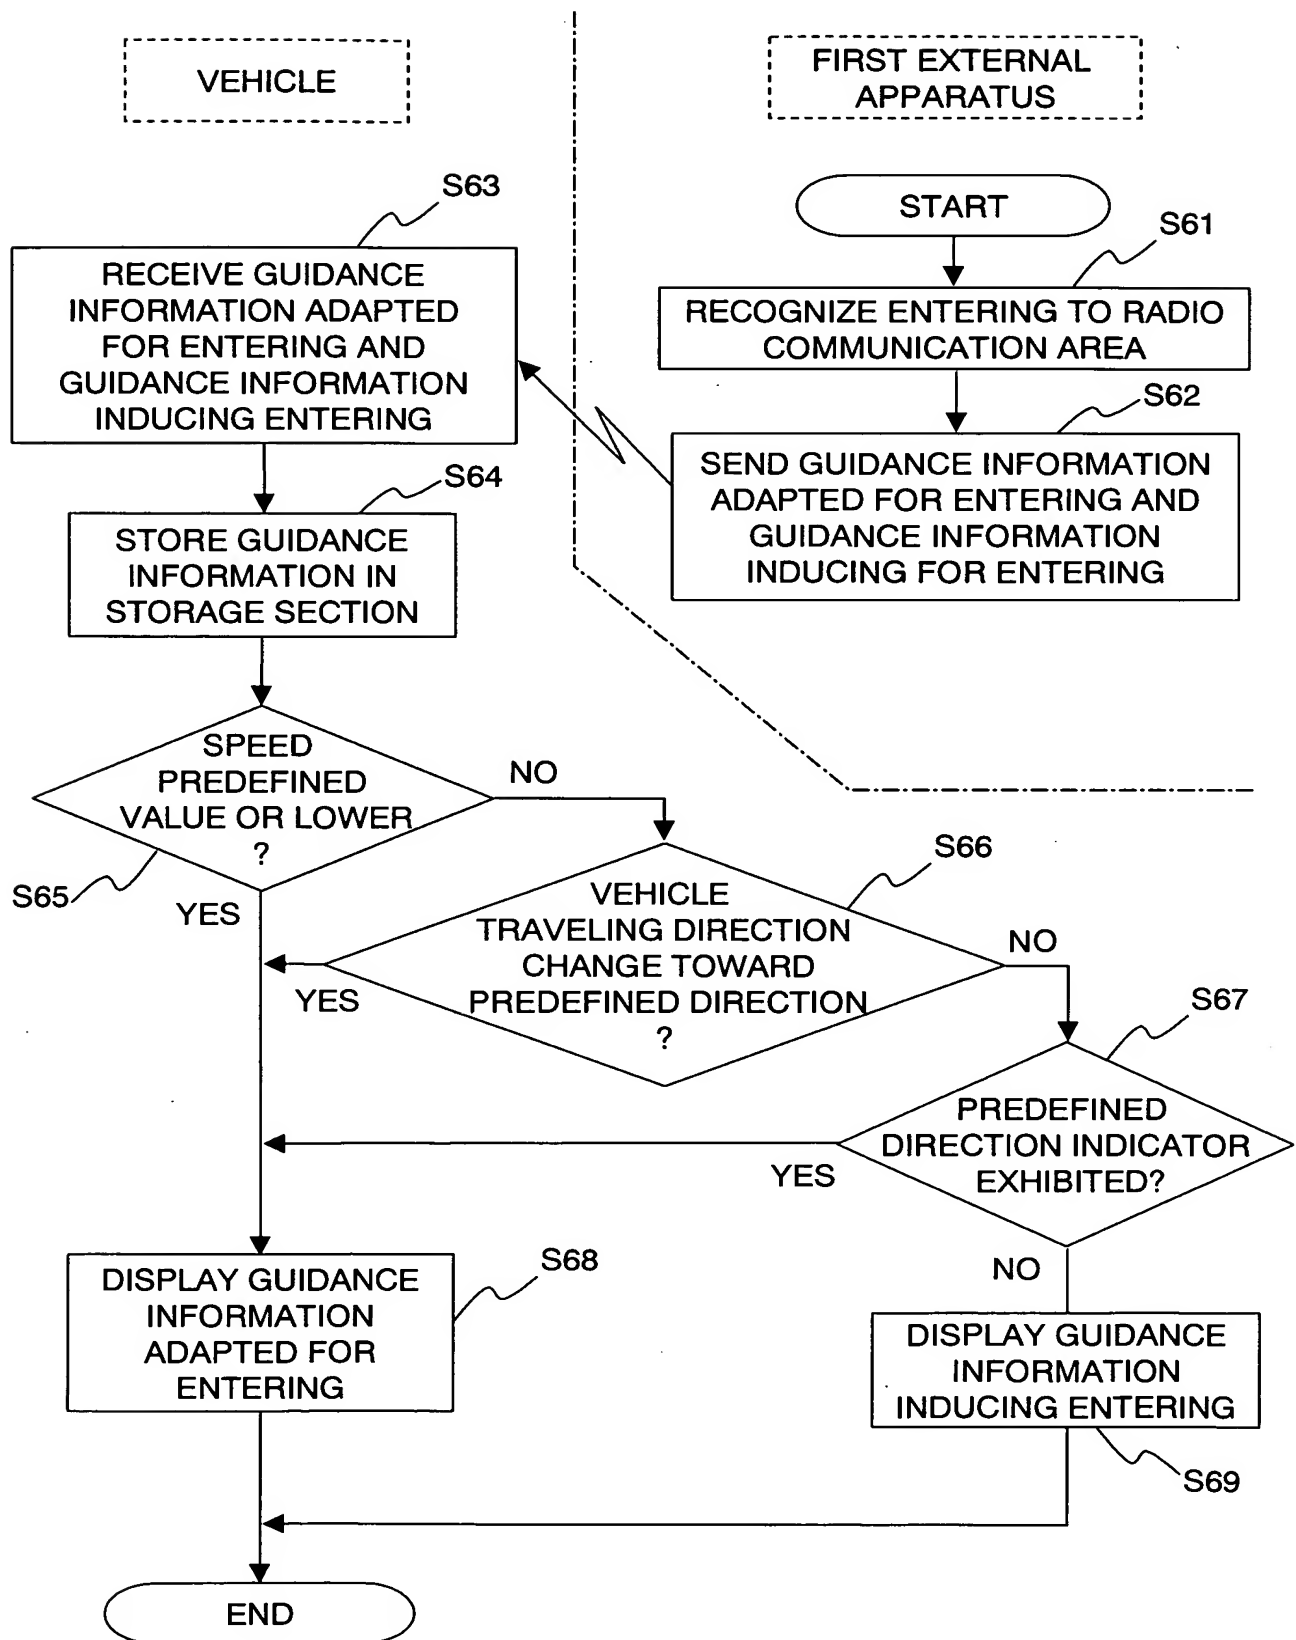 VEHICLE
FIRST EXTERNAL
APPARATUS
START
S61
RECOGNIZE ENTERING TO RADIO
COMMUNICATION AREA
S62
SEND GUIDANCE INFORMATION
ADAPTED FOR ENTERING AND
GUIDANCE INFORMATION
INDUCING FOR ENTERING
S63
RECEIVE GUIDANCE
INFORMATION ADAPTED
FOR ENTERING AND
GUIDANCE INFORMATION
INDUCING ENTERING
S64
STORE GUIDANCE
INFORMATION IN
STORAGE SECTION
SPEED
PREDEFINED
VALUE OR LOWER
?
S65
YES
NO
S66
VEHICLE
TRAVELING DIRECTION
CHANGE TOWARD
PREDEFINED DIRECTION
?
YES
NO
S67
PREDEFINED
DIRECTION INDICATOR
EXHIBITED?
YES
NO
S68
DISPLAY GUIDANCE
INFORMATION
ADAPTED FOR
ENTERING
DISPLAY GUIDANCE
INFORMATION
INDUCING ENTERING
S69
END